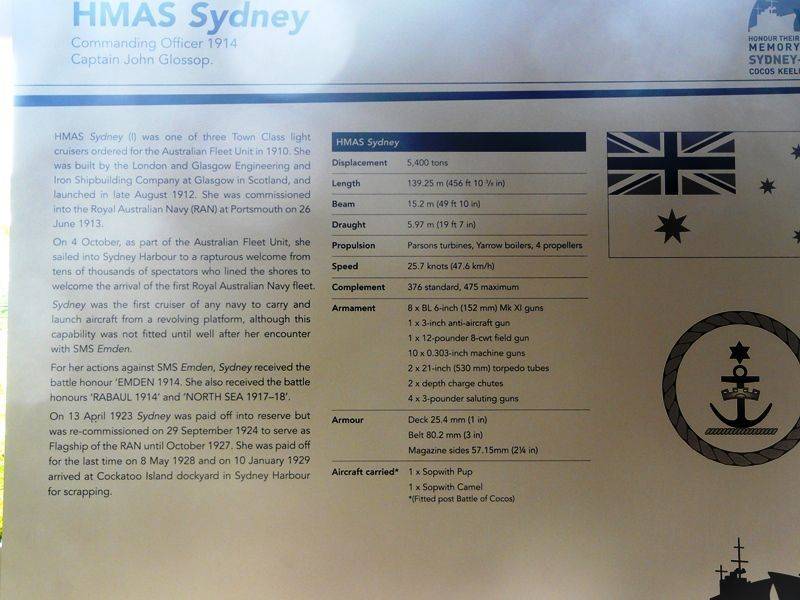 HMAS Sydney
Commanding Officer 1914
Captain John Glossop.
HONOUR THEIR
MEMORY
SYDNEY-
COCOS KEELI
HMAS Sydney (I) was one of three Town Class light
cruisers ordered for the Australian Fleet Unit in 1910. She
was built by the London and Glasgow Engineering and
Iron Shipbuilding Company at Glasgow in Scotland, and
launched in late August 1912. She was commissioned
into the Royal Australian Navy (RAN) at Portsmouth on 26
June 1913.
On 4 October, as part of the Australian Fleet Unit, she
sailed into Sydney Harbour to a rapturous welcome from
tens of thousands of spectators who lined the shores to
welcome the arrival of the first Royal Australian Navy fleet.
Sydney was the first cruiser of any navy to carry and
launch aircraft from a revolving platform, although this
capability was not fitted until well after her encounter
with SMS Emden.
For her actions against SMS Emden, Sydney received the
battle honour 'EMDEN 1914. She also received the battle
honours 'RABAUL 1914' and 'NORTH SEA 1917–18'.
On 13 April 1923 Sydney was paid off into reserve but
was re-commissioned on 29 September 1924 to serve as
Flagship of the RAN until October 1927. She was paid off
for the last time on 8 May 1928 and on 10 January 1929
arrived at Cockatoo Island dockyard in Sydney Harbour
for scrapping.
HMAS Sydney
Displacement 5,400 tons
Length 139.25 m (456 ft 10 3/8 in)
Beam 15.2 m (49 ft 10 in)
Draught 5.97 m (19 ft 7 in)
Propulsion Parsons turbines, Yarrow boilers, 4 propellers
Speed 25.7 knots (47.6 km/h)
Complement 376 standard, 475 maximum
Armament 8 x BL 6-inch (152 mm) Mk XI guns
1 x 3-inch anti-aircraft gun
1 x 12-pounder 8-cwt field gun
10 x 0.303-inch machine guns
2 x 21-inch (530 mm) torpedo tubes
2 x depth charge chutes
4 x 3-pounder saluting guns
Armour Deck 25.4 mm (1 in)
Belt 80.2 mm (3 in)
Magazine sides 57.15mm (2¼ in)
Aircraft carried* 1 x Sopwith Pup
1 x Sopwith Camel
*(Fitted post Battle of Cocos)